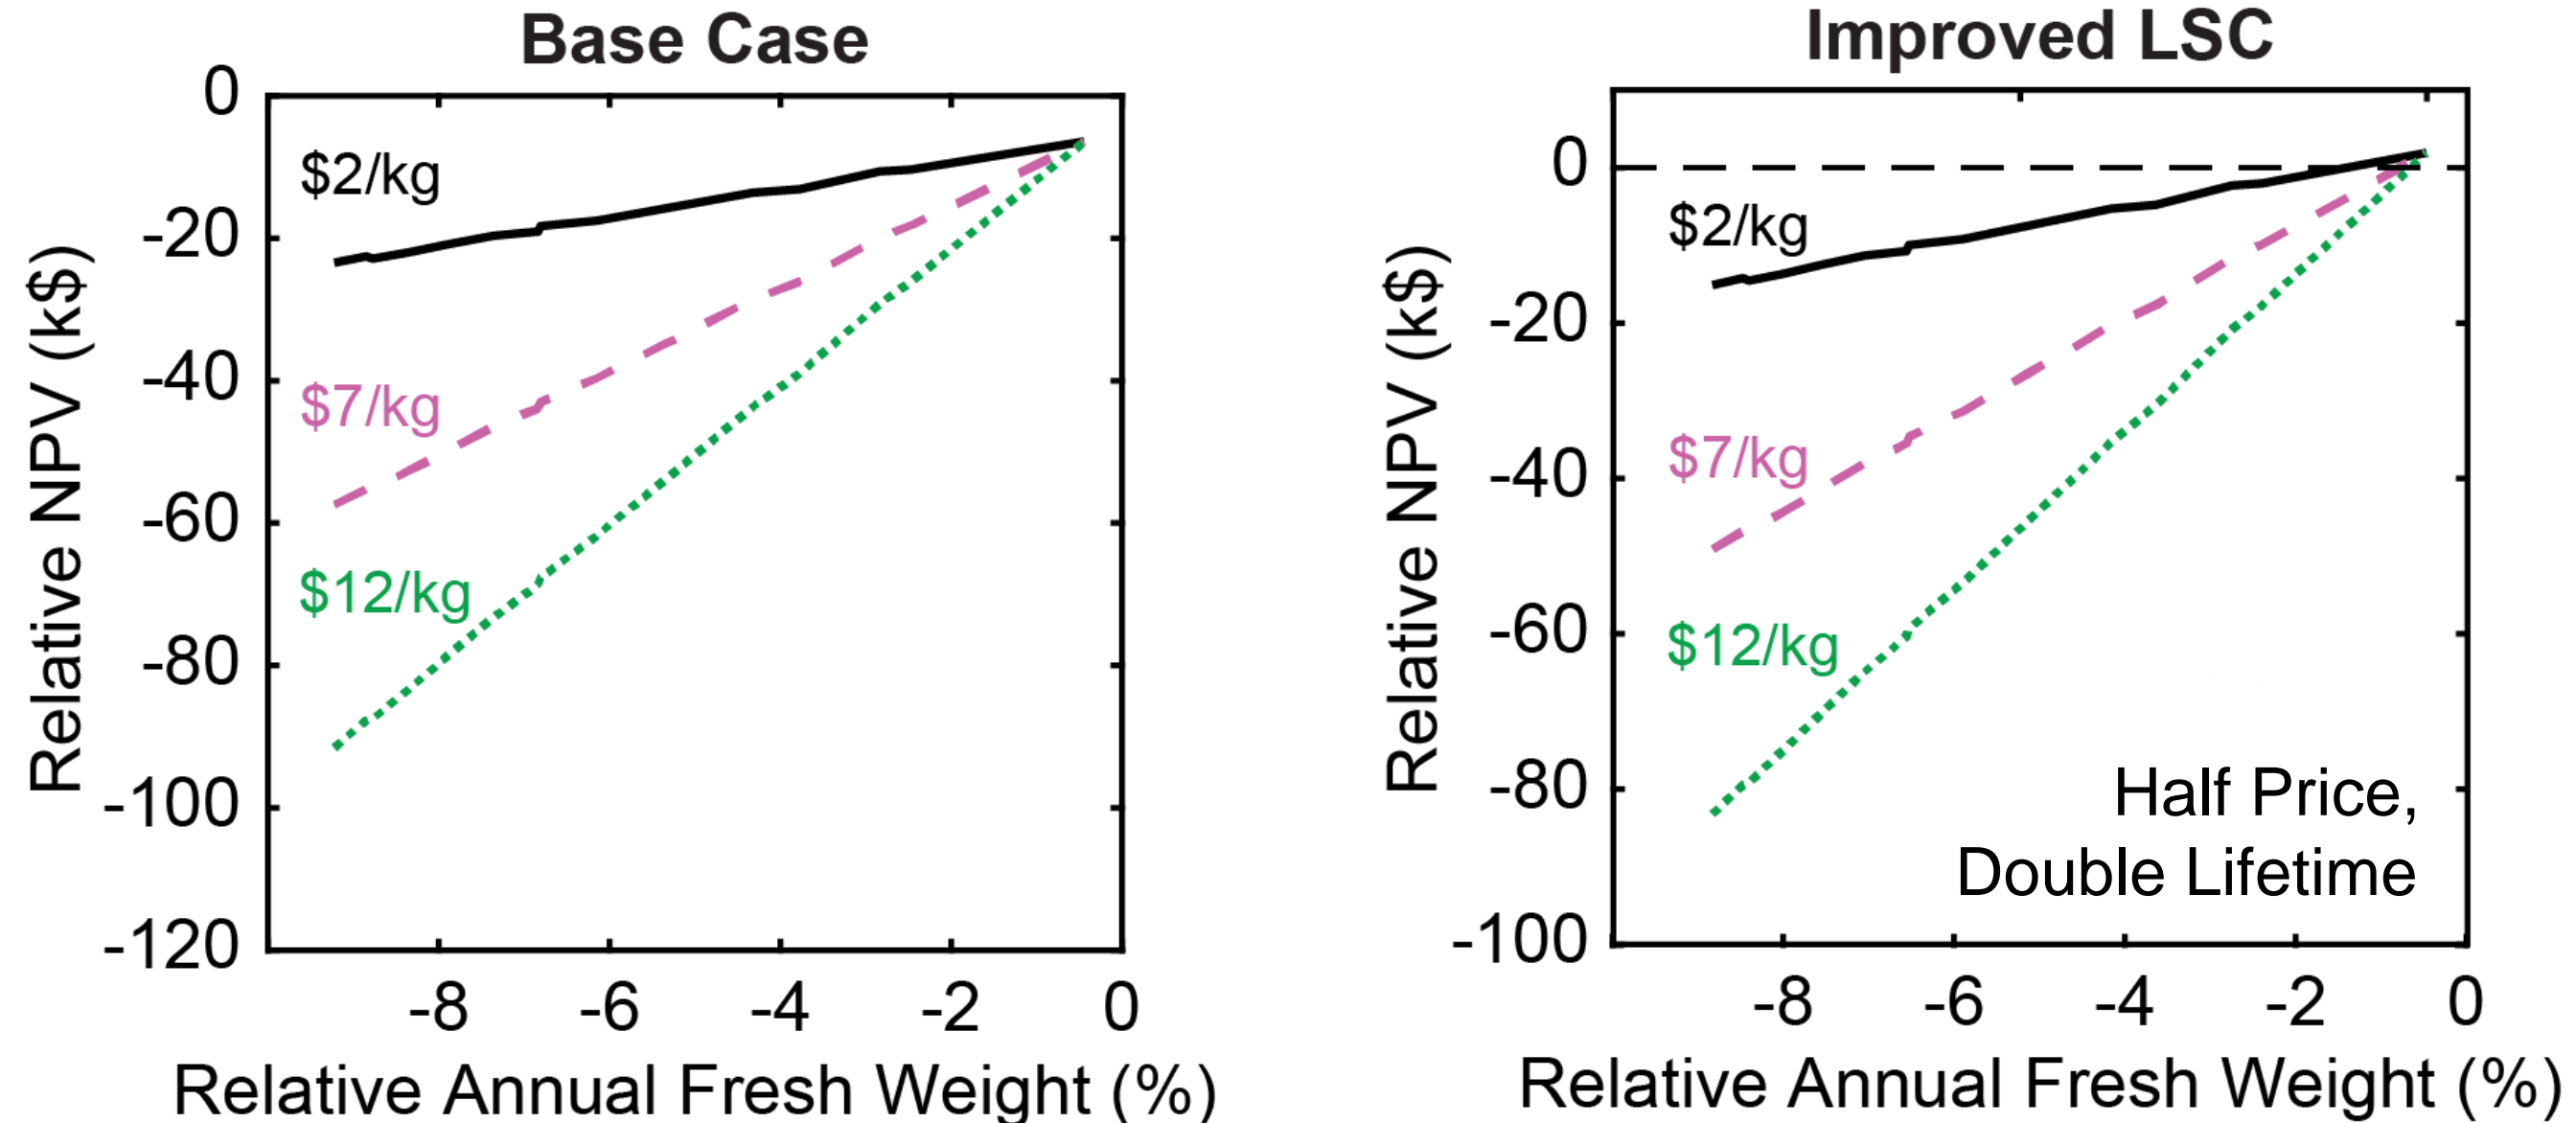 Base Case
Relative NPV (k$)
0
-20
-40
-60
-80
-100
-120
$2/kg
$7/kg
$12/kg
-8 -6 -4 -2 0
Relative Annual Fresh Weight (%)
Improved LSC
Relative NPV (k$)
0
-20
-40
-60
-80
-100
$2/kg
$7/kg
$12/kg
Half Price,
Double Lifetime
-8 -6 -4 -2 0
Relative Annual Fresh Weight (%)